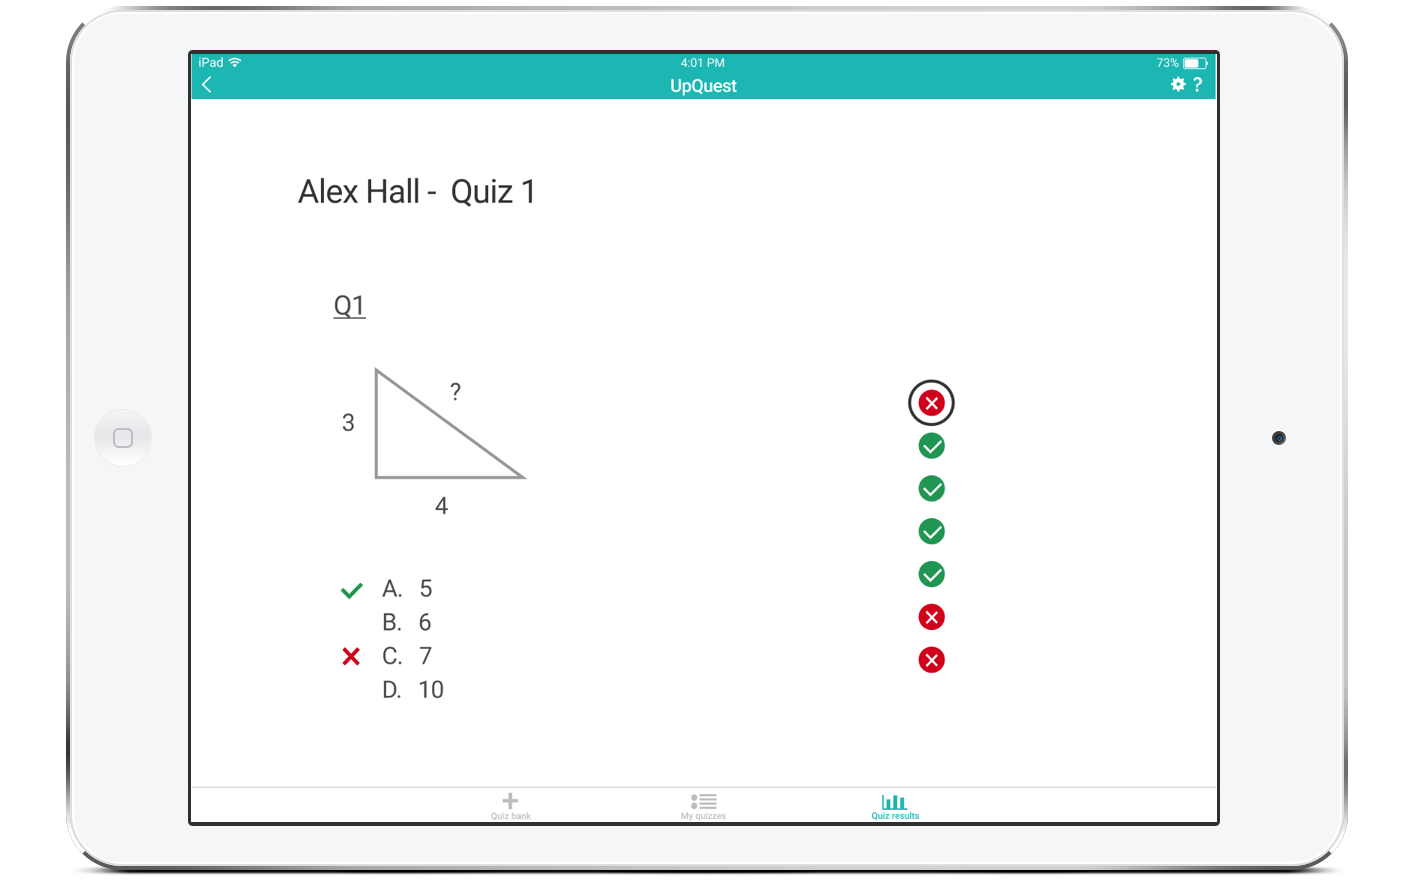 iPad 4:01 PM 73%
UpQuest ?
Alex Hall - Quiz 1
Q1
?
3
4
A. 5
B. 6
C. 7
D. 10
Quiz bank My quizzes Quiz results